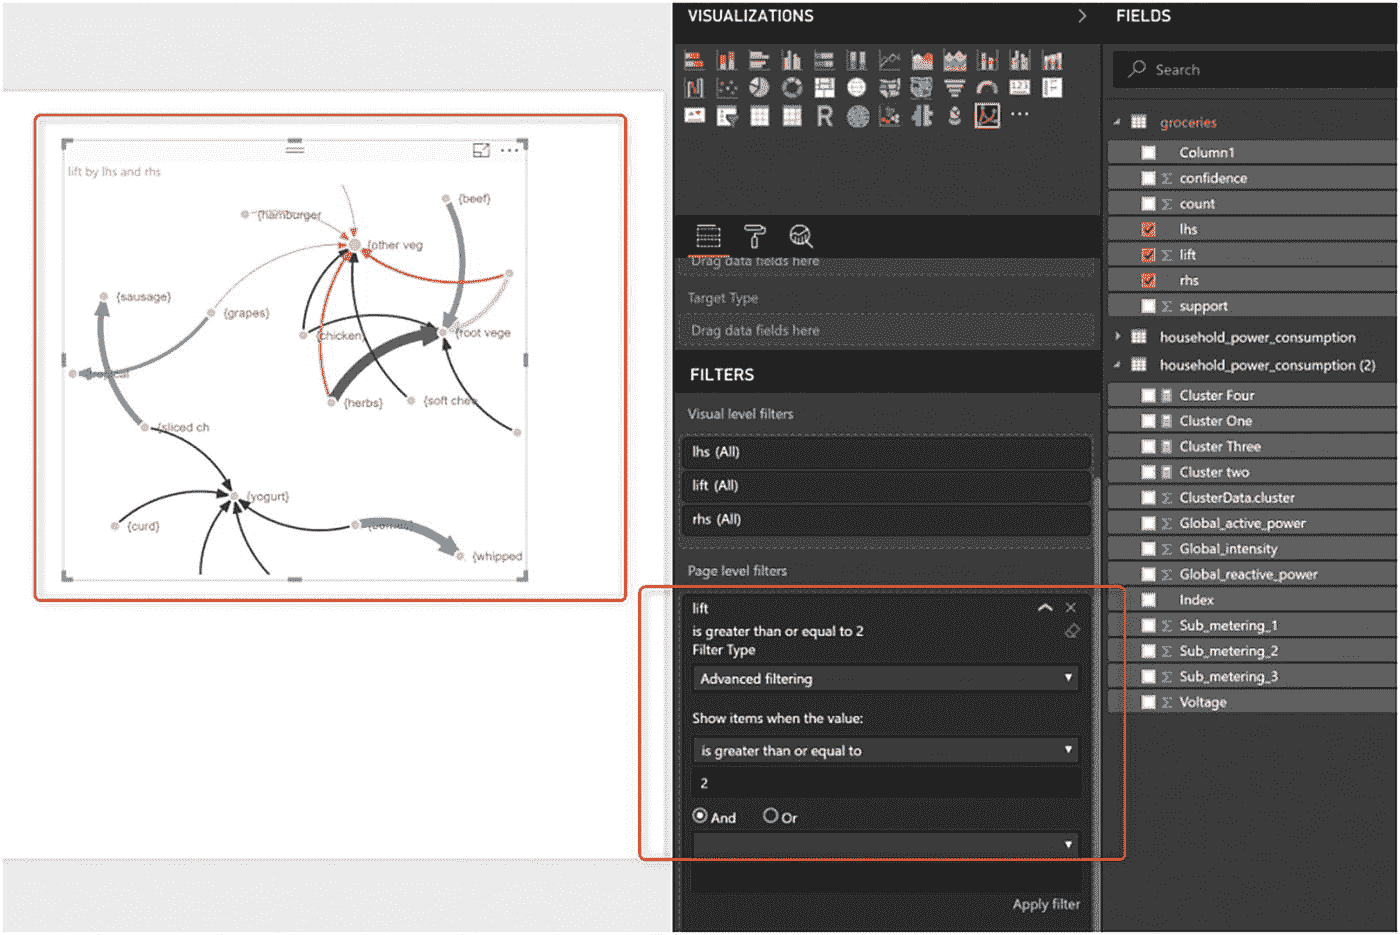 VISUALIZATIONS
FIELDS
Search
123
R
lift by lhs and rhs
{beef}
{hamburger
{other veg
{sausage}
{grapes}
{chicken}
{root vege
{herbs}
{soft chee
{sliced ch
{yogurt}
{curd}
{whipped
Drag data fields here
Target Type
Drag data fields here
FILTERS
Visual level filters
lhs (All)
lift (All)
rhs (All)
Page level filters
lift
is greater than or equal to 2
Filter Type
Advanced filtering
Show items when the value:
is greater than or equal to
2
And
Or
Apply filter
groceries
Column1
Σ confidence
Σ count
lhs
Σ lift
rhs
Σ support
household_power_consumption
household_power_consumption (2)
Cluster Four
Cluster One
Cluster Three
Cluster two
Σ ClusterData.cluster
Σ Global_active_power
Σ Global_intensity
Σ Global_reactive_power
Index
Σ Sub_metering_1
Σ Sub_metering_2
Σ Sub_metering_3
Σ Voltage